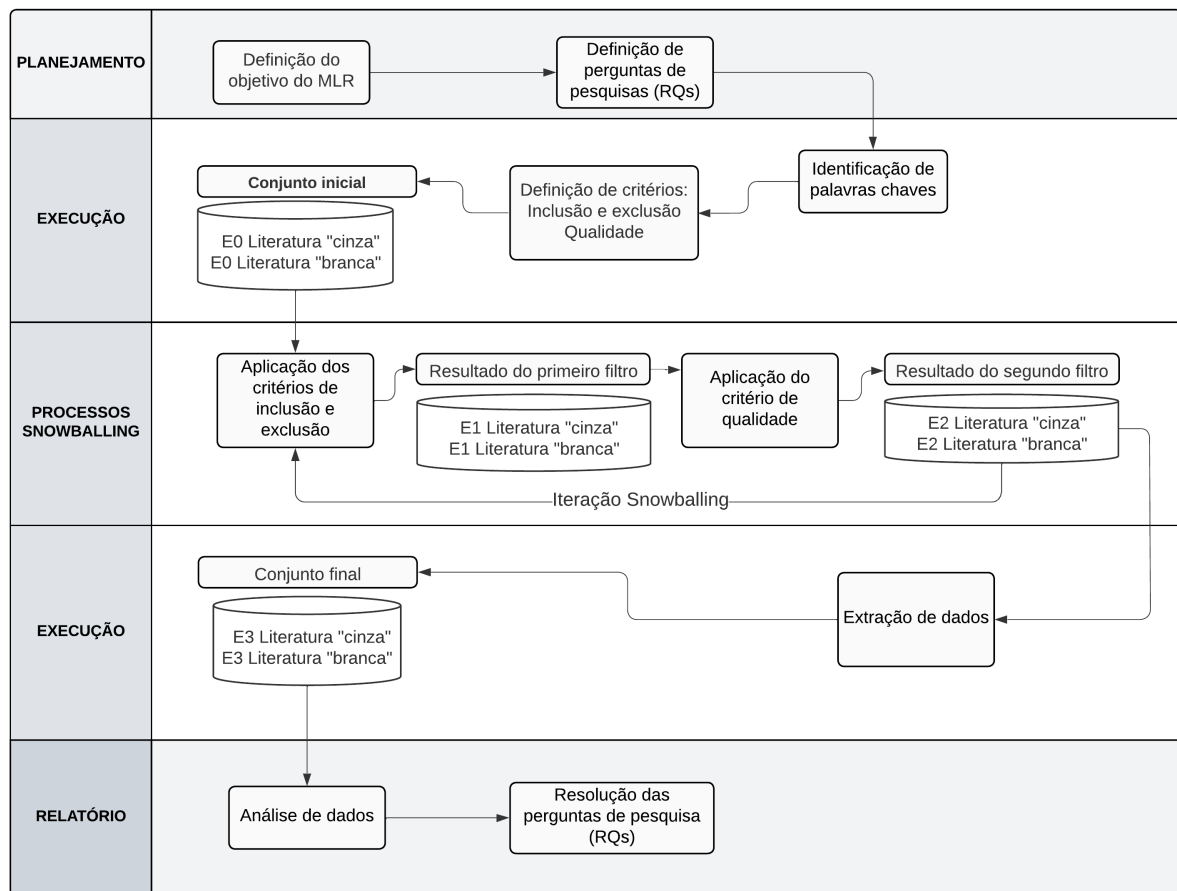 PLANEJAMENTO
Definição do
objetivo do MLR
Definição de
perguntas de
pesquisas (RQs)
EXECUÇÃO
Conjunto inicial
E0 Literatura "cinza"
E0 Literatura "branca"
Definição de critérios:
Inclusão e exclusão
Qualidade
Identificação de
palavras chaves
PROCESSOS
SNOWBALLING
Aplicação dos
critérios de
inclusão e
exclusão
Resultado do primeiro filtro
E1 Literatura "cinza"
E1 Literatura "branca"
Aplicação do
critério de
qualidade
Resultado do segundo filtro
E2 Literatura "cinza"
E2 Literatura "branca"
Iteração Snowballing
EXECUÇÃO
Conjunto final
E3 Literatura "cinza"
E3 Literatura "branca"
Extração de dados
RELATÓRIO
Análise de dados
Resolução das
perguntas de pesquisa
(RQs)